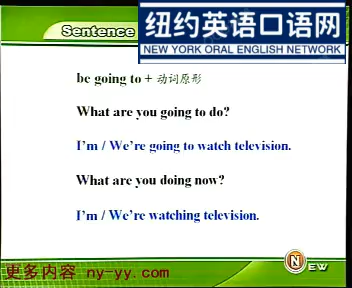 Sentence
纽约英语口语网
NEW YORK ORAL ENGLISH NETWORK
be going to + 动词原形
What are you going to do?
I'm / We're going to watch television.
What are you doing now?
I'm / We're watching television.
NEW
更多内容 ny-yy.com